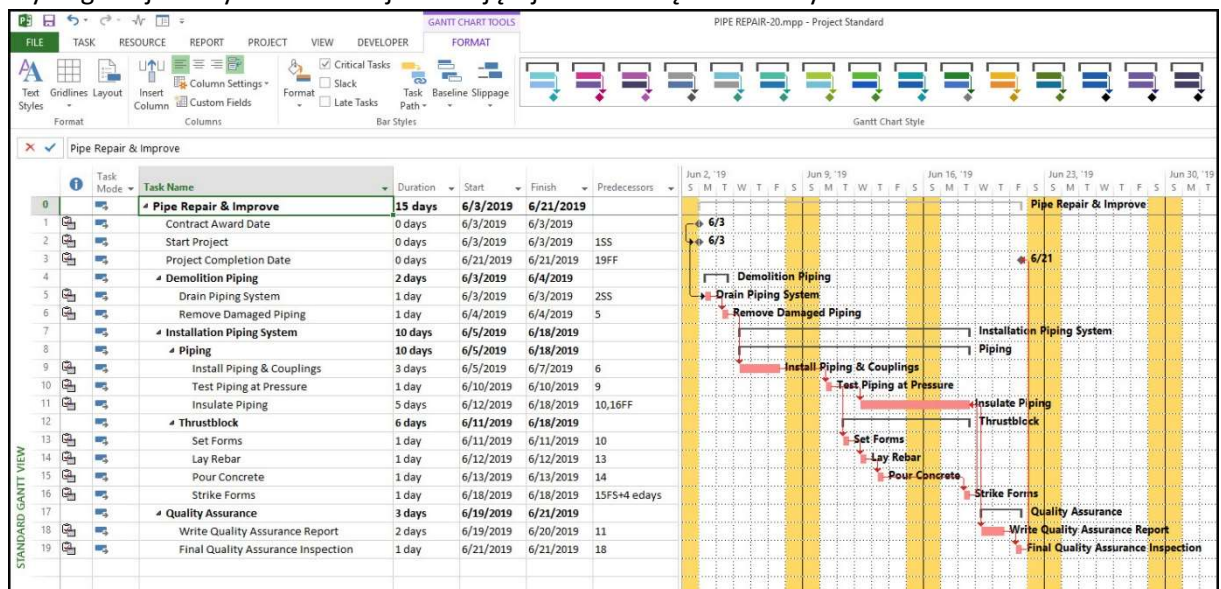 PIPE REPAIR-20.mpp - Project Standard
GANTT CHART TOOLS
FILE TASK RESOURCE REPORT PROJECT VIEW DEVELOPER FORMAT
Text Styles Gridlines Layout
Format
Insert Column
Column Settings
Custom Fields
Columns
Format
Critical Tasks
Slack
Late Tasks
Task Path Baseline Slippage
Bar Styles
Gantt Chart Style
Pipe Repair & Improve
Task Mode Task Name Duration Start Finish Predecessors
0 Pipe Repair & Improve 15 days 6/3/2019 6/21/2019
1 Contract Award Date 0 days 6/3/2019 6/3/2019
2 Start Project 0 days 6/3/2019 6/3/2019 1SS
3 Project Completion Date 0 days 6/21/2019 6/21/2019 19FF
4 Demolition Piping 2 days 6/3/2019 6/4/2019
5 Drain Piping System 1 day 6/3/2019 6/3/2019 2SS
6 Remove Damaged Piping 1 day 6/4/2019 6/4/2019 5
7 Installation Piping System 10 days 6/5/2019 6/18/2019
8 Piping 10 days 6/5/2019 6/18/2019
9 Install Piping & Couplings 3 days 6/5/2019 6/7/2019 6
10 Test Piping at Pressure 1 day 6/10/2019 6/10/2019 9
11 Insulate Piping 5 days 6/12/2019 6/18/2019 10,16FF
12 Thrustblock 6 days 6/11/2019 6/18/2019
13 Set Forms 1 day 6/11/2019 6/11/2019 10
14 Lay Rebar 1 day 6/12/2019 6/12/2019 13
15 Pour Concrete 1 day 6/13/2019 6/13/2019 14
16 Strike Forms 1 day 6/18/2019 6/18/2019 15FS+4 edays
17 Quality Assurance 3 days 6/19/2019 6/21/2019
18 Write Quality Assurance Report 2 days 6/19/2019 6/20/2019 11
19 Final Quality Assurance Inspection 1 day 6/21/2019 6/21/2019 18
STANDARD GANTT VIEW
Jun 2, '19 Jun 9, '19 Jun 16, '19 Jun 23, '19 Jun 30, '19
S M T W T F S S M T W T F S S M T W T F S S M T W T F S S M T
Pipe Repair & Improve
6/3
6/3
6/21
Demolition Piping
Drain Piping System
Remove Damaged Piping
Installation Piping System
Piping
Install Piping & Couplings
Test Piping at Pressure
Insulate Piping
Thrustblock
Set Forms
Lay Rebar
Pour Concrete
Strike Forms
Quality Assurance
Write Quality Assurance Report
Final Quality Assurance Inspection